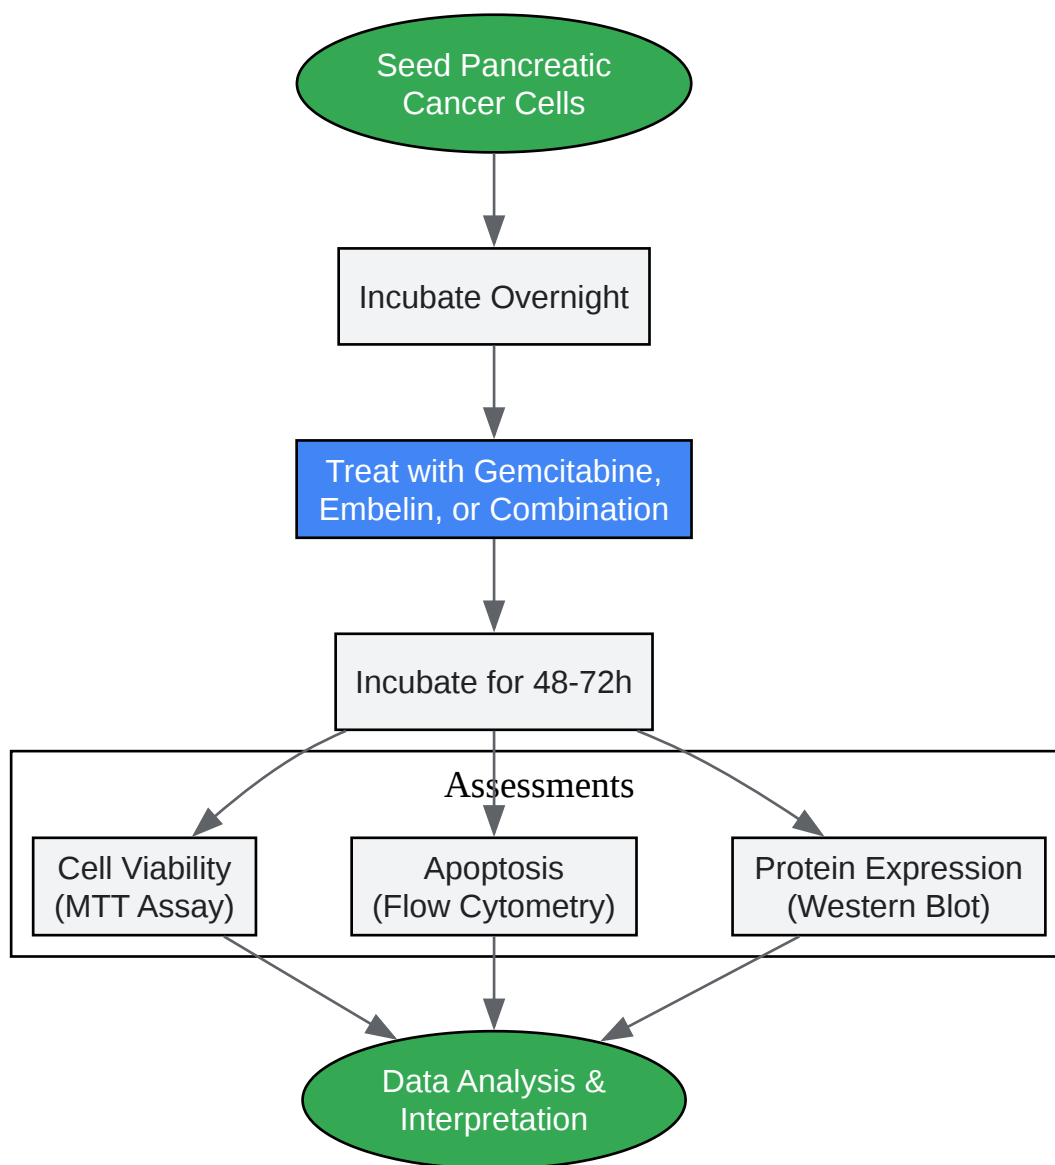 Seed Pancreatic
Cancer Cells
Incubate Overnight
Treat with Gemcitabine,
Embelin, or Combination
Incubate for 48-72h
Assessments
Cell Viability
(MTT Assay)
Apoptosis
(Flow Cytometry)
Protein Expression
(Western Blot)
Data Analysis &
Interpretation